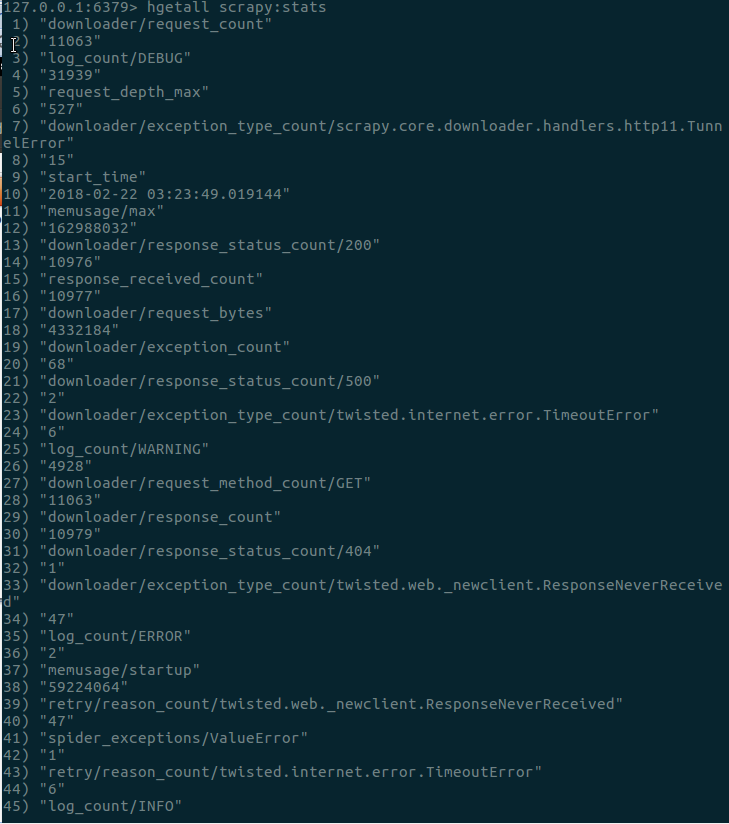 127.0.0.1:6379> hgetall scrapy:stats
1) "downloader/request_count"
2) "11063"
3) "log_count/DEBUG"
4) "31939"
5) "request_depth_max"
6) "527"
7) "downloader/exception_type_count/scrapy.core.downloader.handlers.http11.Tunn
elError"
8) "15"
9) "start_time"
10) "2018-02-22 03:23:49.019144"
11) "memusage/max"
12) "162988032"
13) "downloader/response_status_count/200"
14) "10976"
15) "response_received_count"
16) "10977"
17) "downloader/request_bytes"
18) "4332184"
19) "downloader/exception_count"
20) "68"
21) "downloader/response_status_count/500"
22) "2"
23) "downloader/exception_type_count/twisted.internet.error.TimeoutError"
24) "6"
25) "log_count/WARNING"
26) "4928"
27) "downloader/request_method_count/GET"
28) "11063"
29) "downloader/response_count"
30) "10979"
31) "downloader/response_status_count/404"
32) "1"
33) "downloader/exception_type_count/twisted.web._newclient.ResponseNeverReceive
d"
34) "47"
35) "log_count/ERROR"
36) "2"
37) "memusage/startup"
38) "59224064"
39) "retry/reason_count/twisted.web._newclient.ResponseNeverReceived"
40) "47"
41) "spider_exceptions/ValueError"
42) "1"
43) "retry/reason_count/twisted.internet.error.TimeoutError"
44) "6"
45) "log_count/INFO"